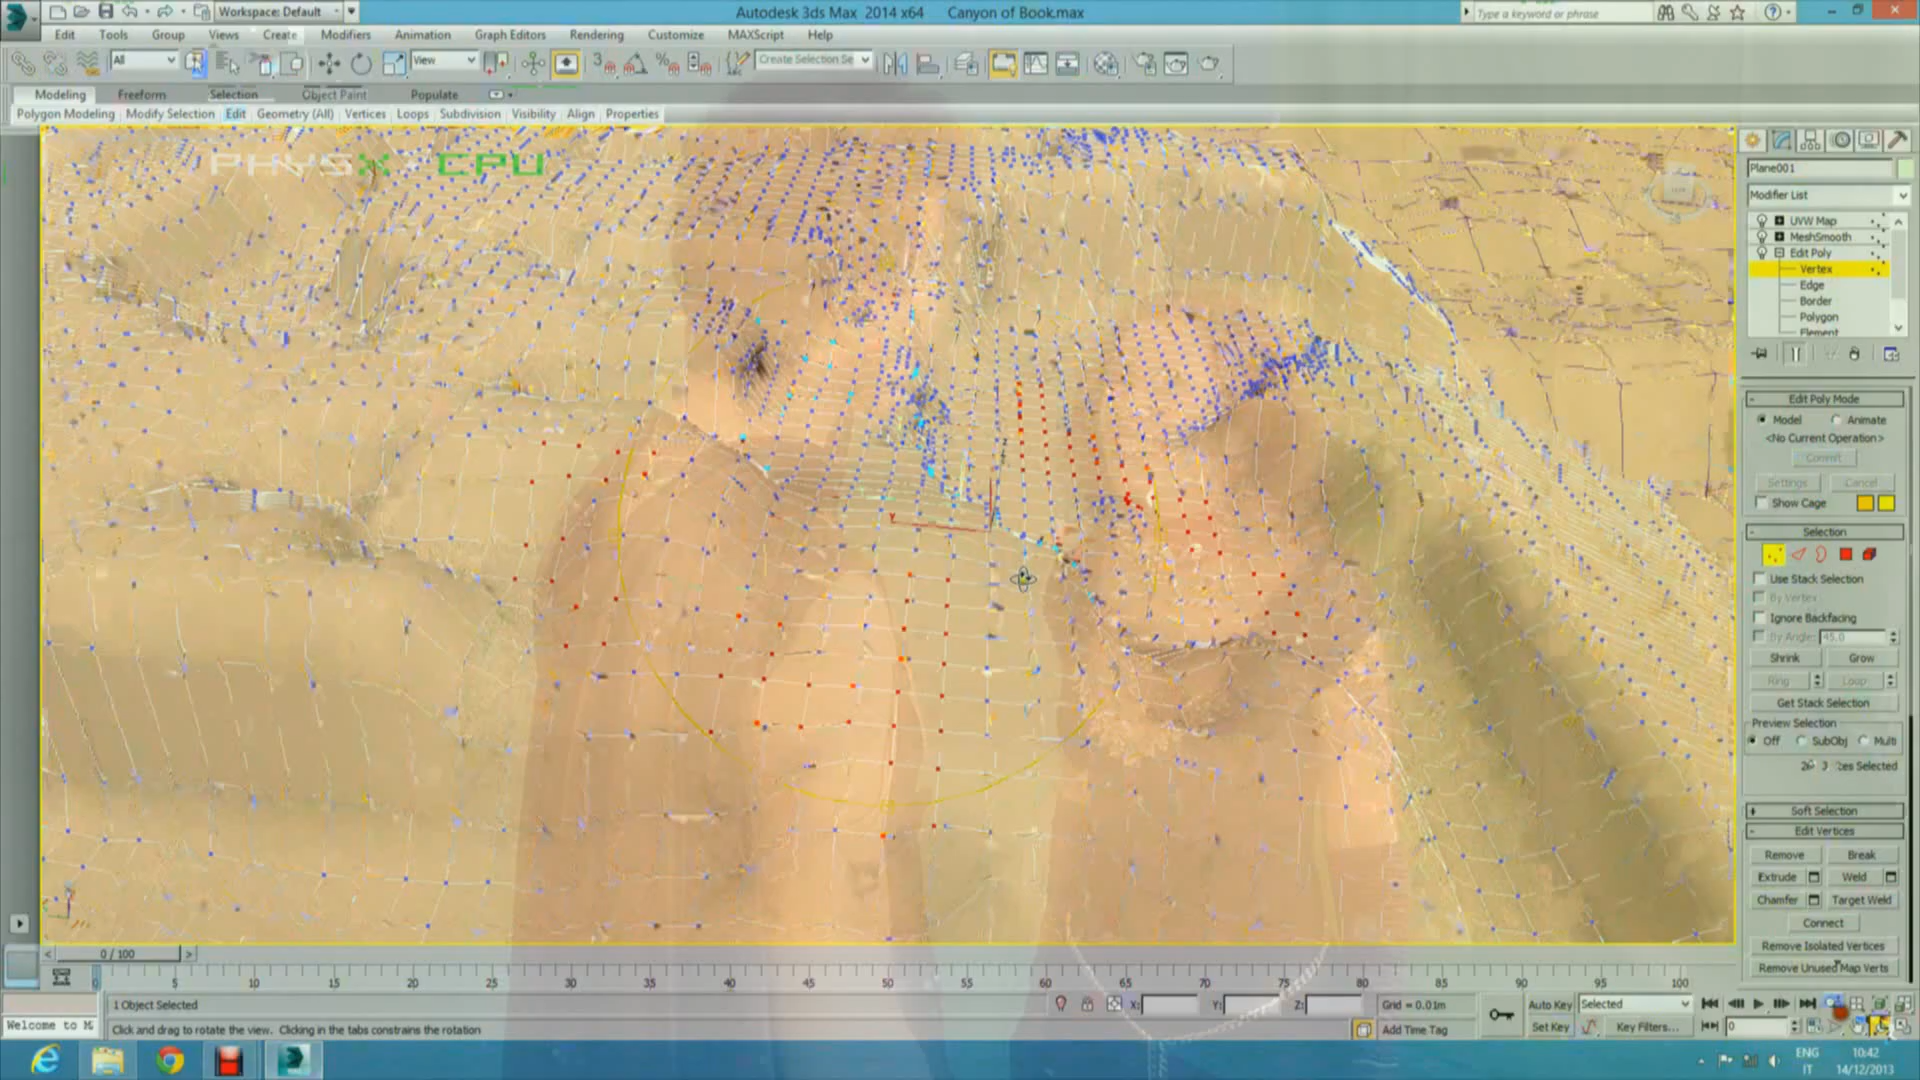 Workspace: Default
Autodesk 3ds Max 2014 x64 Canyon of Book.max
Type a keyword or phrase
Edit Tools Group Views Create Modifiers Animation Graph Editors Rendering Customize MAXScript Help
All
View
3
Create Selection Se
Modeling Freeform Selection Object Paint Populate
Polygon Modeling Modify Selection Edit Geometry (All) Vertices Loops Subdivision Visibility Align Properties
PHYSX CPU
Plane001
Modifier List
UVW Map
MeshSmooth
Edit Poly
Vertex
Edge
Border
Polygon
Element
Edit Poly Mode
Model Animate
<No Current Operation>
Commit
Settings Cancel
Show Cage
Selection
Use Stack Selection
By Vertex
Ignore Backfacing
By Angle: 45.0
Shrink Grow
Ring Loop
Get Stack Selection
Preview Selection
Off SubObj Multi
Selected
Soft Selection
Edit Vertices
Remove Break
Extrude Weld
Chamfer Target Weld
Connect
Remove Isolated Vertices
Remove Unused Map Verts
Z
Y
0 / 100
0 5 10 15 20 25 30 35 40 45 50 55 60 65 70 75 80 85 90 95 100
1 Object Selected
X: Y: Z: Grid = 0.01m
Auto Key Selected
Welcome to M
Click and drag to rotate the view. Clicking in the tabs constrains the rotation
Add Time Tag
Set Key Key Filters...
0
ENG
IT
10:42
14/12/2013